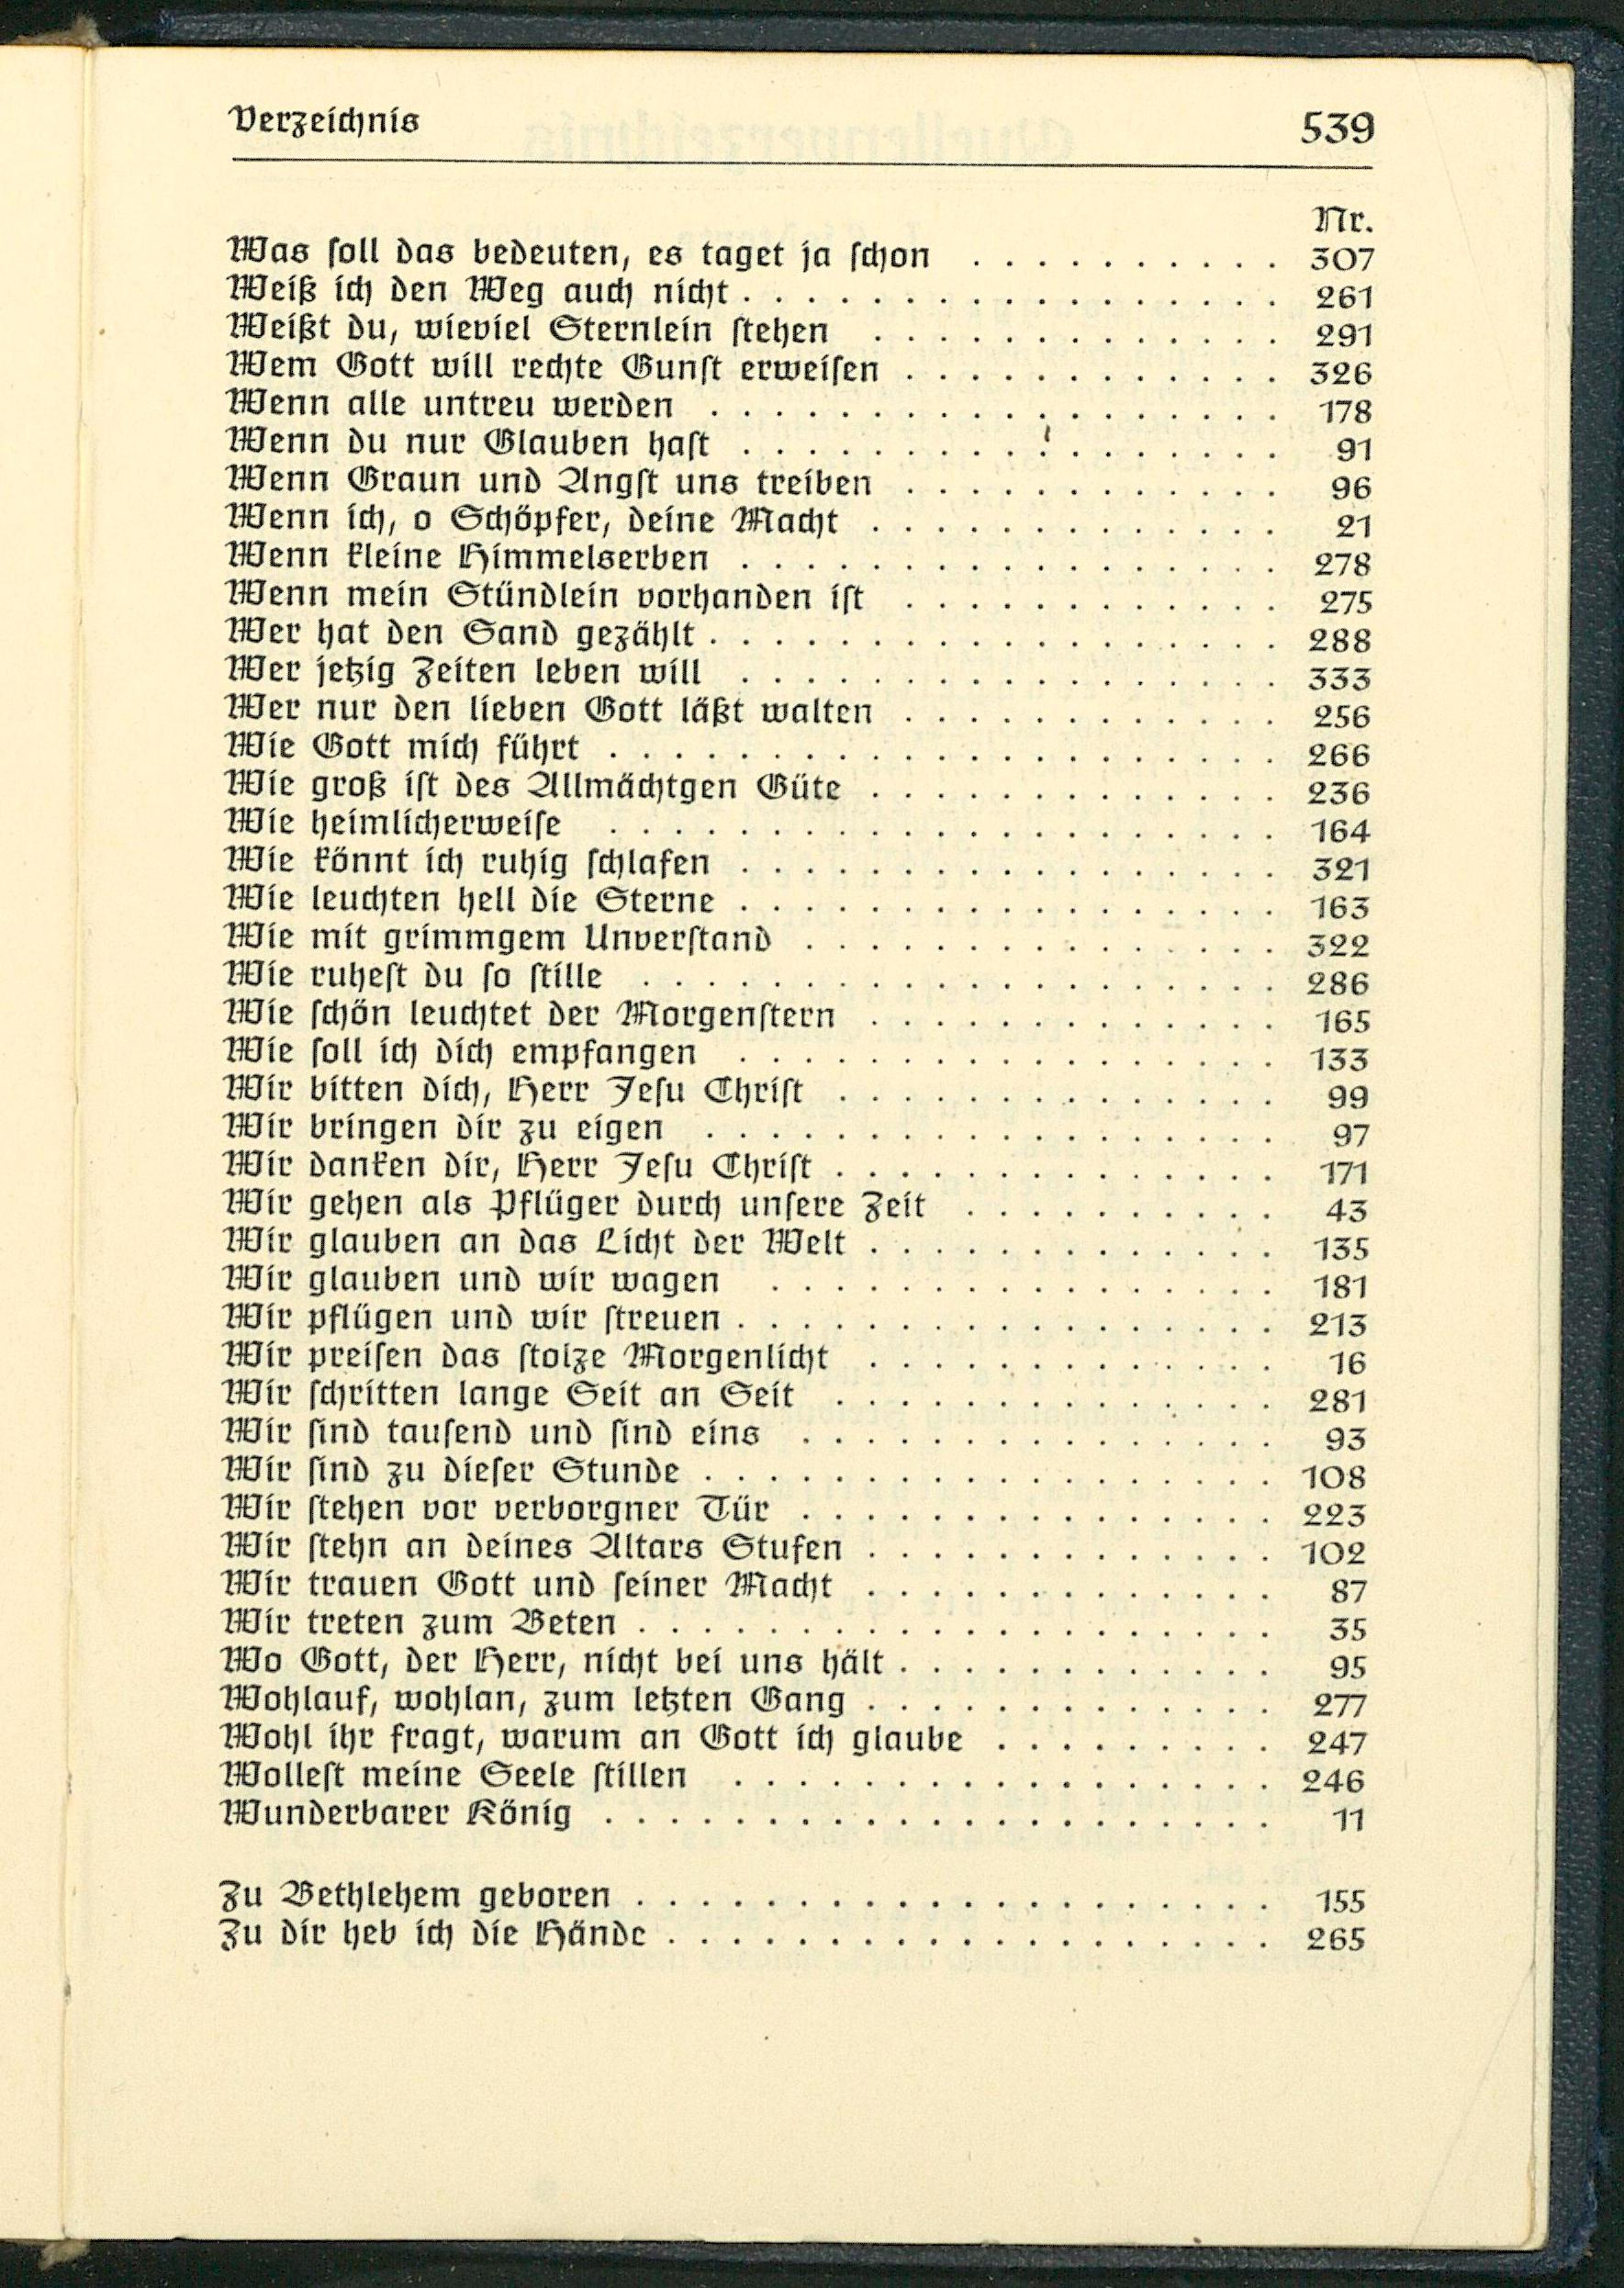 Verzeichnis 539
Nr.
Was soll das bedeuten, es taget ja schon . . . . . . . . . . 307
Weiß ich den Weg auch nicht . . . . . . . . . . . . . . . . . 261
Weißt du, wieviel Sternlein stehen . . . . . . . . . . . . . 291
Wem Gott will rechte Gunst erweisen . . . . . . . . . . . . 326
Wenn alle untreu werden . . . . . . . . . . . . . . . . . . 178
Wenn du nur Glauben hast . . . . . . . . . . . . . . . . . 91
Wenn Graun und Angst uns treiben . . . . . . . . . . . . 96
Wenn ich, o Schöpfer, deine Macht . . . . . . . . . . . . . 21
Wenn kleine Himmelserben . . . . . . . . . . . . . . . . . 278
Wenn mein Stündlein vorhanden ist . . . . . . . . . . . . 275
Wer hat den Sand gezählt . . . . . . . . . . . . . . . . . . 288
Wer jetzig Zeiten leben will . . . . . . . . . . . . . . . . . 333
Wer nur den lieben Gott läßt walten . . . . . . . . . . . . 256
Wie Gott mich führt . . . . . . . . . . . . . . . . . . . . . 266
Wie groß ist des Allmächtgen Güte . . . . . . . . . . . . . 236
Wie heimlicherweise . . . . . . . . . . . . . . . . . . . . . 164
Wie könnt ich ruhig schlafen . . . . . . . . . . . . . . . . . 321
Wie leuchten hell die Sterne . . . . . . . . . . . . . . . . . 163
Wie mit grimmgem Unverstand . . . . . . . . . . . . . . . 322
Wie ruhest du so stille . . . . . . . . . . . . . . . . . . . . 286
Wie schön leuchtet der Morgenstern . . . . . . . . . . . . . 165
Wie soll ich dich empfangen . . . . . . . . . . . . . . . . . 133
Wir bitten dich, Herr Jesu Christ . . . . . . . . . . . . . . 99
Wir bringen dir zu eigen . . . . . . . . . . . . . . . . . . 97
Wir danken dir, Herr Jesu Christ . . . . . . . . . . . . . . 171
Wir gehen als Pflüger durch unsere Zeit . . . . . . . . . . 43
Wir glauben an das Licht der Welt . . . . . . . . . . . . . 135
Wir glauben und wir wagen . . . . . . . . . . . . . . . . 181
Wir pflügen und wir streuen . . . . . . . . . . . . . . . . . 213
Wir preisen das stolze Morgenlicht . . . . . . . . . . . . . 16
Wir schritten lange Seit an Seit . . . . . . . . . . . . . . 281
Wir sind tausend und sind eins . . . . . . . . . . . . . . . 93
Wir sind zu dieser Stunde . . . . . . . . . . . . . . . . . . 108
Wir stehen vor verborgner Tür . . . . . . . . . . . . . . . 223
Wir stehn an deines Altars Stufen . . . . . . . . . . . . . 102
Wir trauen Gott und seiner Macht . . . . . . . . . . . . . 87
Wir treten zum Beten . . . . . . . . . . . . . . . . . . . . 35
Wo Gott, der Herr, nicht bei uns hält . . . . . . . . . . . . 95
Wohlauf, wohlan, zum letzten Gang . . . . . . . . . . . . . 277
Wohl ihr fragt, warum an Gott ich glaube . . . . . . . . . 247
Wollest meine Seele stillen . . . . . . . . . . . . . . . . . 246
Wunderbarer König . . . . . . . . . . . . . . . . . . . . . 11
Zu Bethlehem geboren . . . . . . . . . . . . . . . . . . . . 155
Zu dir heb ich die Hände . . . . . . . . . . . . . . . . . . . 265